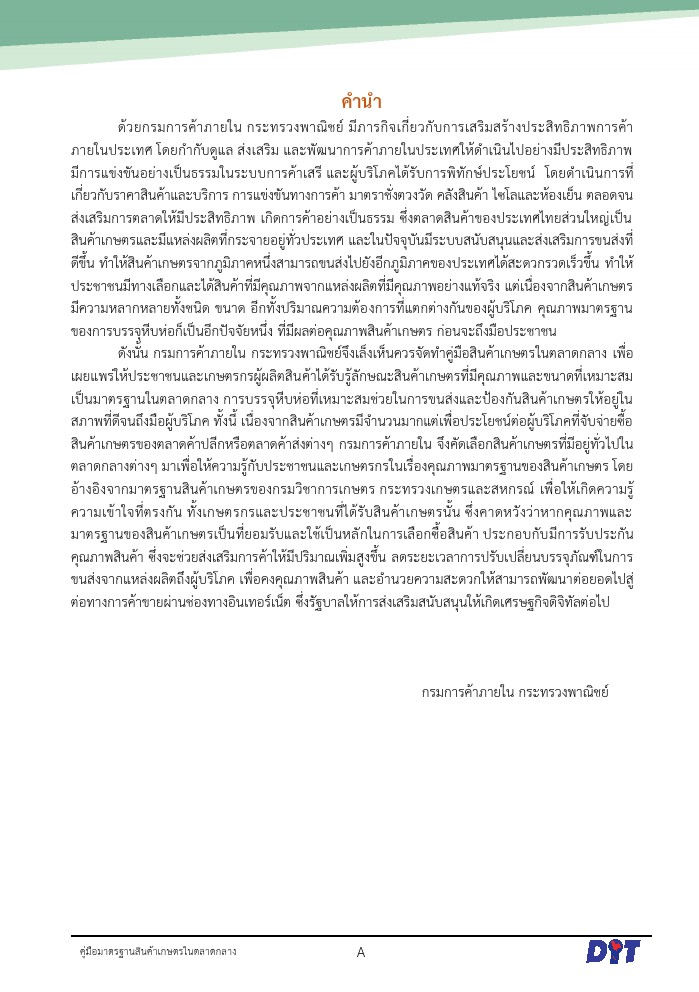 คำนำ
ด้วยกรมการค้าภายใน กระทรวงพาณิชย์ มีภารกิจเกี่ยวกับการเสริมสร้างประสิทธิภาพการค้า
ภายในประเทศ โดยกำกับดูแล ส่งเสริม และพัฒนาการค้าภายในประเทศให้ดำเนินไปอย่างมีประสิทธิภาพ
มีการแข่งขันอย่างเป็นธรรมในระบบการค้าเสรี และผู้บริโภคได้รับการพิทักษ์ประโยชน์ โดยดำเนินการที่
เกี่ยวกับราคาสินค้าและบริการ การแข่งขันทางการค้า มาตราชั่งตวงวัด คลังสินค้า ไซโลและห้องเย็น ตลอดจน
ส่งเสริมการตลาดให้มีประสิทธิภาพ เกิดการค้าอย่างเป็นธรรม ซึ่งตลาดสินค้าของประเทศไทยส่วนใหญ่เป็น
สินค้าเกษตรและมีแหล่งผลิตที่กระจายอยู่ทั่วประเทศ และในปัจจุบันมีระบบสนับสนุนและส่งเสริมการขนส่งที่
ดีขึ้น ทำให้สินค้าเกษตรจากภูมิภาคหนึ่งสามารถขนส่งไปยังอีกภูมิภาคของประเทศได้สะดวกรวดเร็วขึ้น ทำให้
ประชาชนมีทางเลือกและได้สินค้าที่มีคุณภาพจากแหล่งผลิตที่มีคุณภาพอย่างแท้จริง แต่เนื่องจากสินค้าเกษตร
มีความหลากหลายทั้งชนิด ขนาด อีกทั้งปริมาณความต้องการที่แตกต่างกันของผู้บริโภค คุณภาพมาตรฐาน
ของการบรรจุหีบห่อก็เป็นอีกปัจจัยหนึ่ง ที่มีผลต่อคุณภาพสินค้าเกษตร ก่อนจะถึงมือประชาชน
ดังนั้น กรมการค้าภายใน กระทรวงพาณิชย์จึงเล็งเห็นควรจัดทำคู่มือสินค้าเกษตรในตลาดกลาง เพื่อ
เผยแพร่ให้ประชาชนและเกษตรกรผู้ผลิตสินค้าได้รับรู้ลักษณะสินค้าเกษตรที่มีคุณภาพและขนาดที่เหมาะสม
เป็นมาตรฐานในตลาดกลาง การบรรจุหีบห่อที่เหมาะสมช่วยในการขนส่งและป้องกันสินค้าเกษตรให้อยู่ใน
สภาพที่ดีจนถึงมือผู้บริโภค ทั้งนี้ เนื่องจากสินค้าเกษตรมีจำนวนมากแต่เพื่อประโยชน์ต่อผู้บริโภคที่จับจ่ายซื้อ
สินค้าเกษตรของตลาดค้าปลีกหรือตลาดค้าส่งต่างๆ กรมการค้าภายใน จึงคัดเลือกสินค้าเกษตรที่มีอยู่ทั่วไปใน
ตลาดกลางต่างๆ มาเพื่อให้ความรู้กับประชาชนและเกษตรกรในเรื่องคุณภาพมาตรฐานของสินค้าเกษตร โดย
อ้างอิงจากมาตรฐานสินค้าเกษตรของกรมวิชาการเกษตร กระทรวงเกษตรและสหกรณ์ เพื่อให้เกิดความรู้
ความเข้าใจที่ตรงกัน ทั้งเกษตรกรและประชาชนที่ได้รับสินค้าเกษตรนั้น ซึ่งคาดหวังว่าหากคุณภาพและ
มาตรฐานของสินค้าเกษตรเป็นที่ยอมรับและใช้เป็นหลักในการเลือกซื้อสินค้า ประกอบกับมีการรับประกัน
คุณภาพสินค้า ซึ่งจะช่วยส่งเสริมการค้าให้มีปริมาณเพิ่มสูงขึ้น ลดระยะเวลาการปรับเปลี่ยนบรรจุภัณฑ์ในการ
ขนส่งจากแหล่งผลิตถึงผู้บริโภค เพื่อคงคุณภาพสินค้า และอำนวยความสะดวกให้สามารถพัฒนาต่อยอดไปสู่
ต่อทางการค้าขายผ่านช่องทางอินเทอร์เน็ต ซึ่งรัฐบาลให้การส่งเสริมสนับสนุนให้เกิดเศรษฐกิจดิจิทัลต่อไป
กรมการค้าภายใน กระทรวงพาณิชย์
คู่มือมาตรฐานสินค้าเกษตรในตลาดกลาง
A
DIT